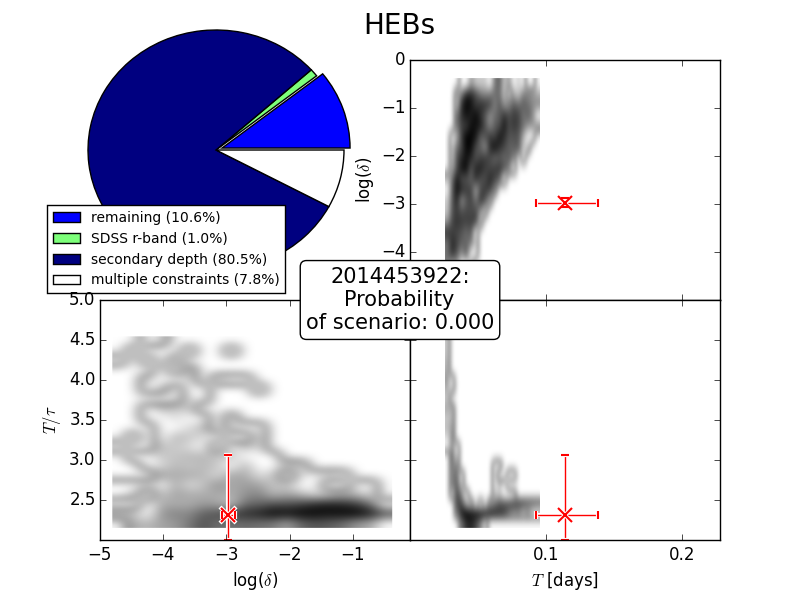 HEBs
remaining (10.6%)
SDSS r-band (1.0%)
secondary depth (80.5%)
multiple constraints (7.8%)
0
−1
−2
−3
−4
log(δ)
2014453922:
Probability
of scenario: 0.000
5.0
4.5
4.0
3.5
3.0
2.5
T/τ
−5 −4 −3 −2 −1
log(δ)
0.1 0.2
T [days]